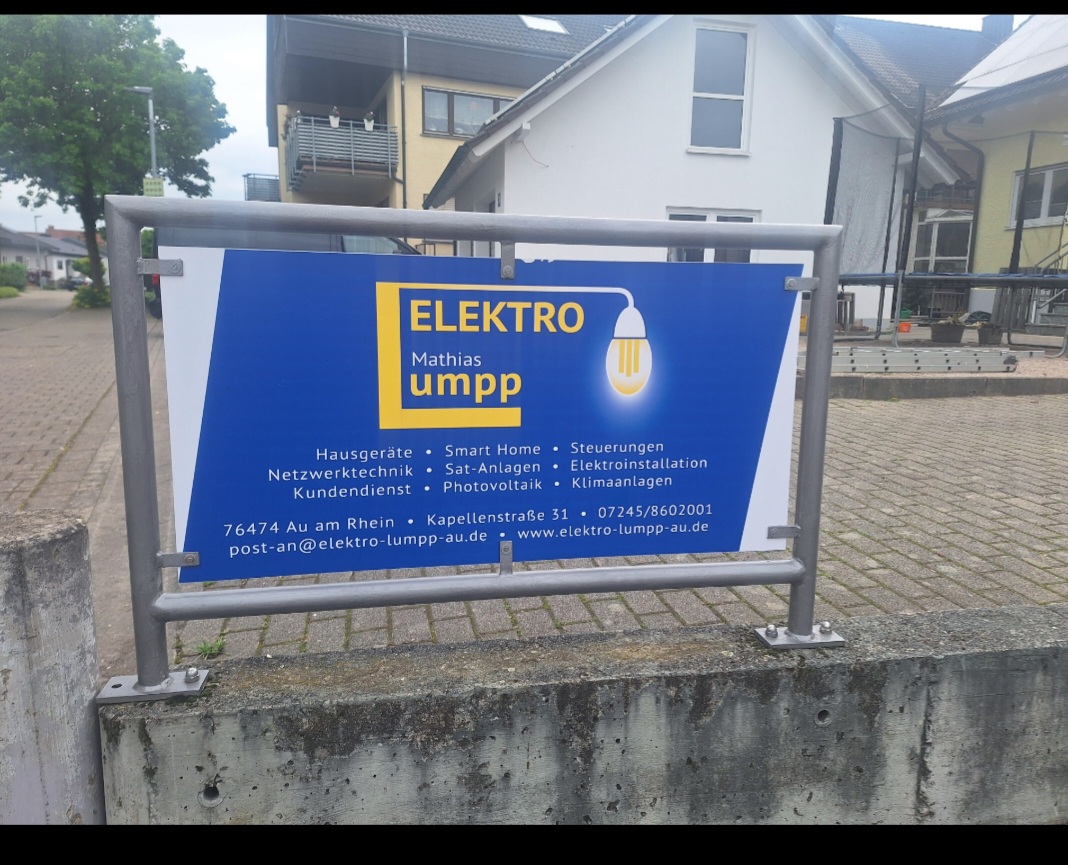 ELEKTRO
Mathias
Lumpp
Hausgeräte • Smart Home • Steuerungen
Netzwerktechnik • Sat-Anlagen • Elektroinstallation
Kundendienst • Photovoltaik • Klimaanlagen
76474 Au am Rhein • Kapellenstraße 31 • 07245/8602001
post-an@elektro-lumpp-au.de • www.elektro-lumpp-au.de